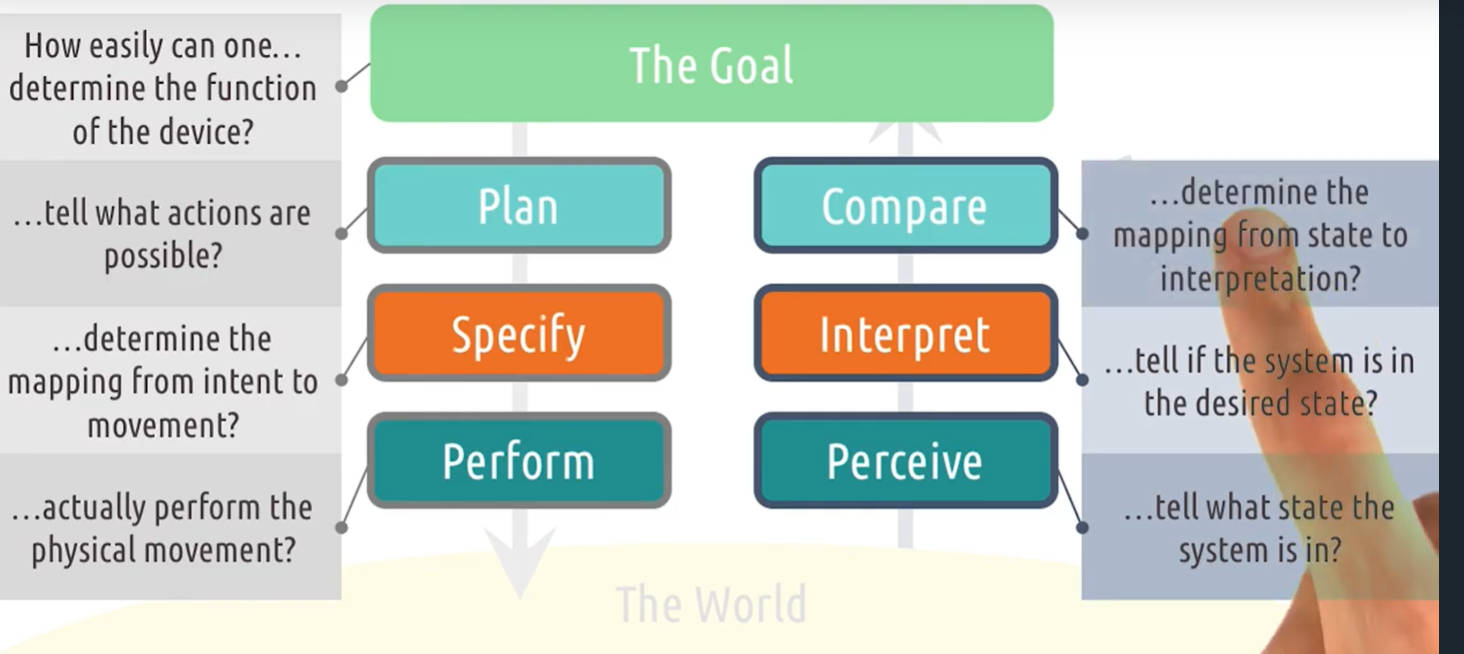 How easily can one...
determine the function
of the device?
...tell what actions are
possible?
...determine the
mapping from intent to
movement?
...actually perform the
physical movement?
The Goal
Plan
Specify
Perform
Compare
Interpret
Perceive
...determine the
mapping from state to
interpretation?
...tell if the system is in
the desired state?
...tell what state the
system is in?
The World